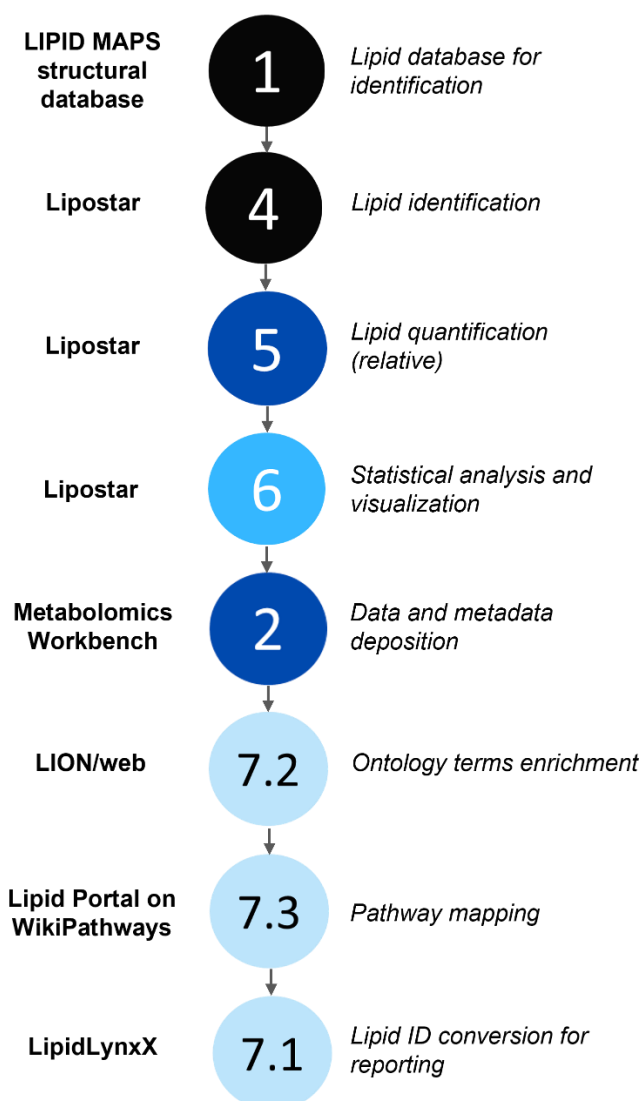 LIPID MAPS
structural
database
1
Lipid database for
identification
Lipostar
4
Lipid identification
Lipostar
5
Lipid quantification
(relative)
Lipostar
6
Statistical analysis and
visualization
Metabolomics
Workbench
2
Data and metadata
deposition
LION/web
7.2
Ontology terms enrichment
Lipid Portal on
WikiPathways
7.3
Pathway mapping
LipidLynxX
7.1
Lipid ID conversion for
reporting